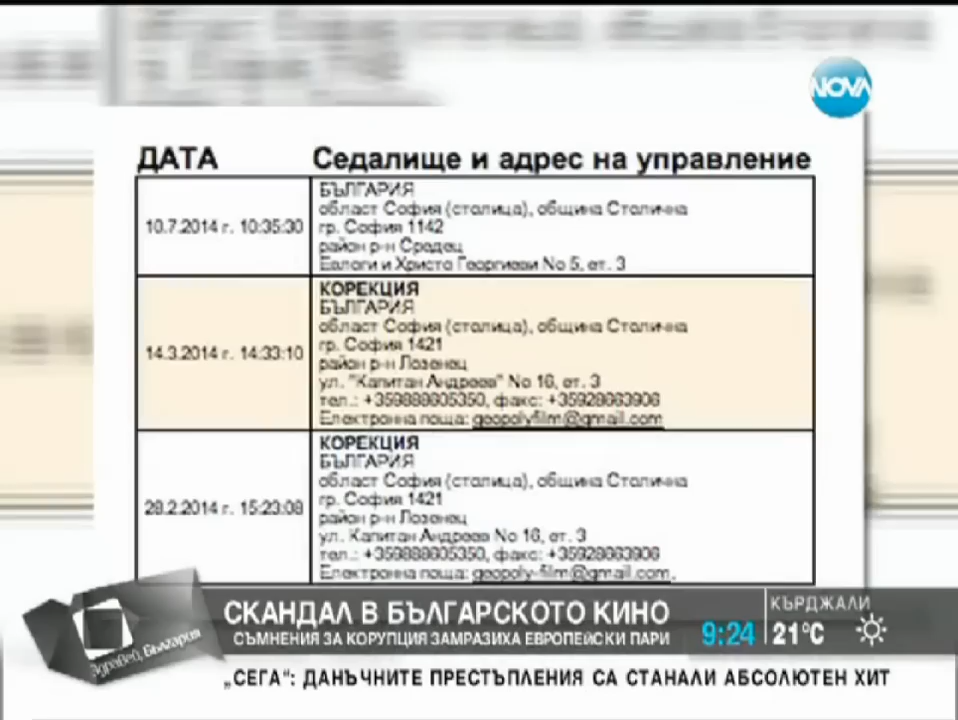 NOVA
ДАТА Седалище и адрес на управление
10.7.2014 г. 10:35:30
БЪЛГАРИЯ
област София (столица), община Столична
гр. София 1142
район р-н Средец
Евлоги и Христо Георгиеви No 5, ет. 3
14.3.2014 г. 14:33:10
КОРЕКЦИЯ
БЪЛГАРИЯ
област София (столица), община Столична
гр. София 1421
район р-н Лозенец
ул. "Капитан Андреев" No 16, ет. 3
тел.: +359888605350, факс: +35928663906
Електронна поща: geopolyfilm@gmail.com
28.2.2014 г. 15:23:08
КОРЕКЦИЯ
БЪЛГАРИЯ
област София (столица), община Столична
гр. София 1421
район р-н Лозенец
ул. Капитан Андреев No 16, ет. 3
тел.: +359888605350, факс: +35928663906
Електронна поща: geopoly-film@gmail.com,
Здравей, България
СКАНДАЛ В БЪЛГАРСКОТО КИНО
СЪМНЕНИЯ ЗА КОРУПЦИЯ ЗАМРАЗИХА ЕВРОПЕЙСКИ ПАРИ
9:24
КЪРДЖАЛИ
21°C
„СЕГА“: ДАНЪЧНИТЕ ПРЕСТЪПЛЕНИЯ СА СТАНАЛИ АБСОЛЮТЕН ХИТ